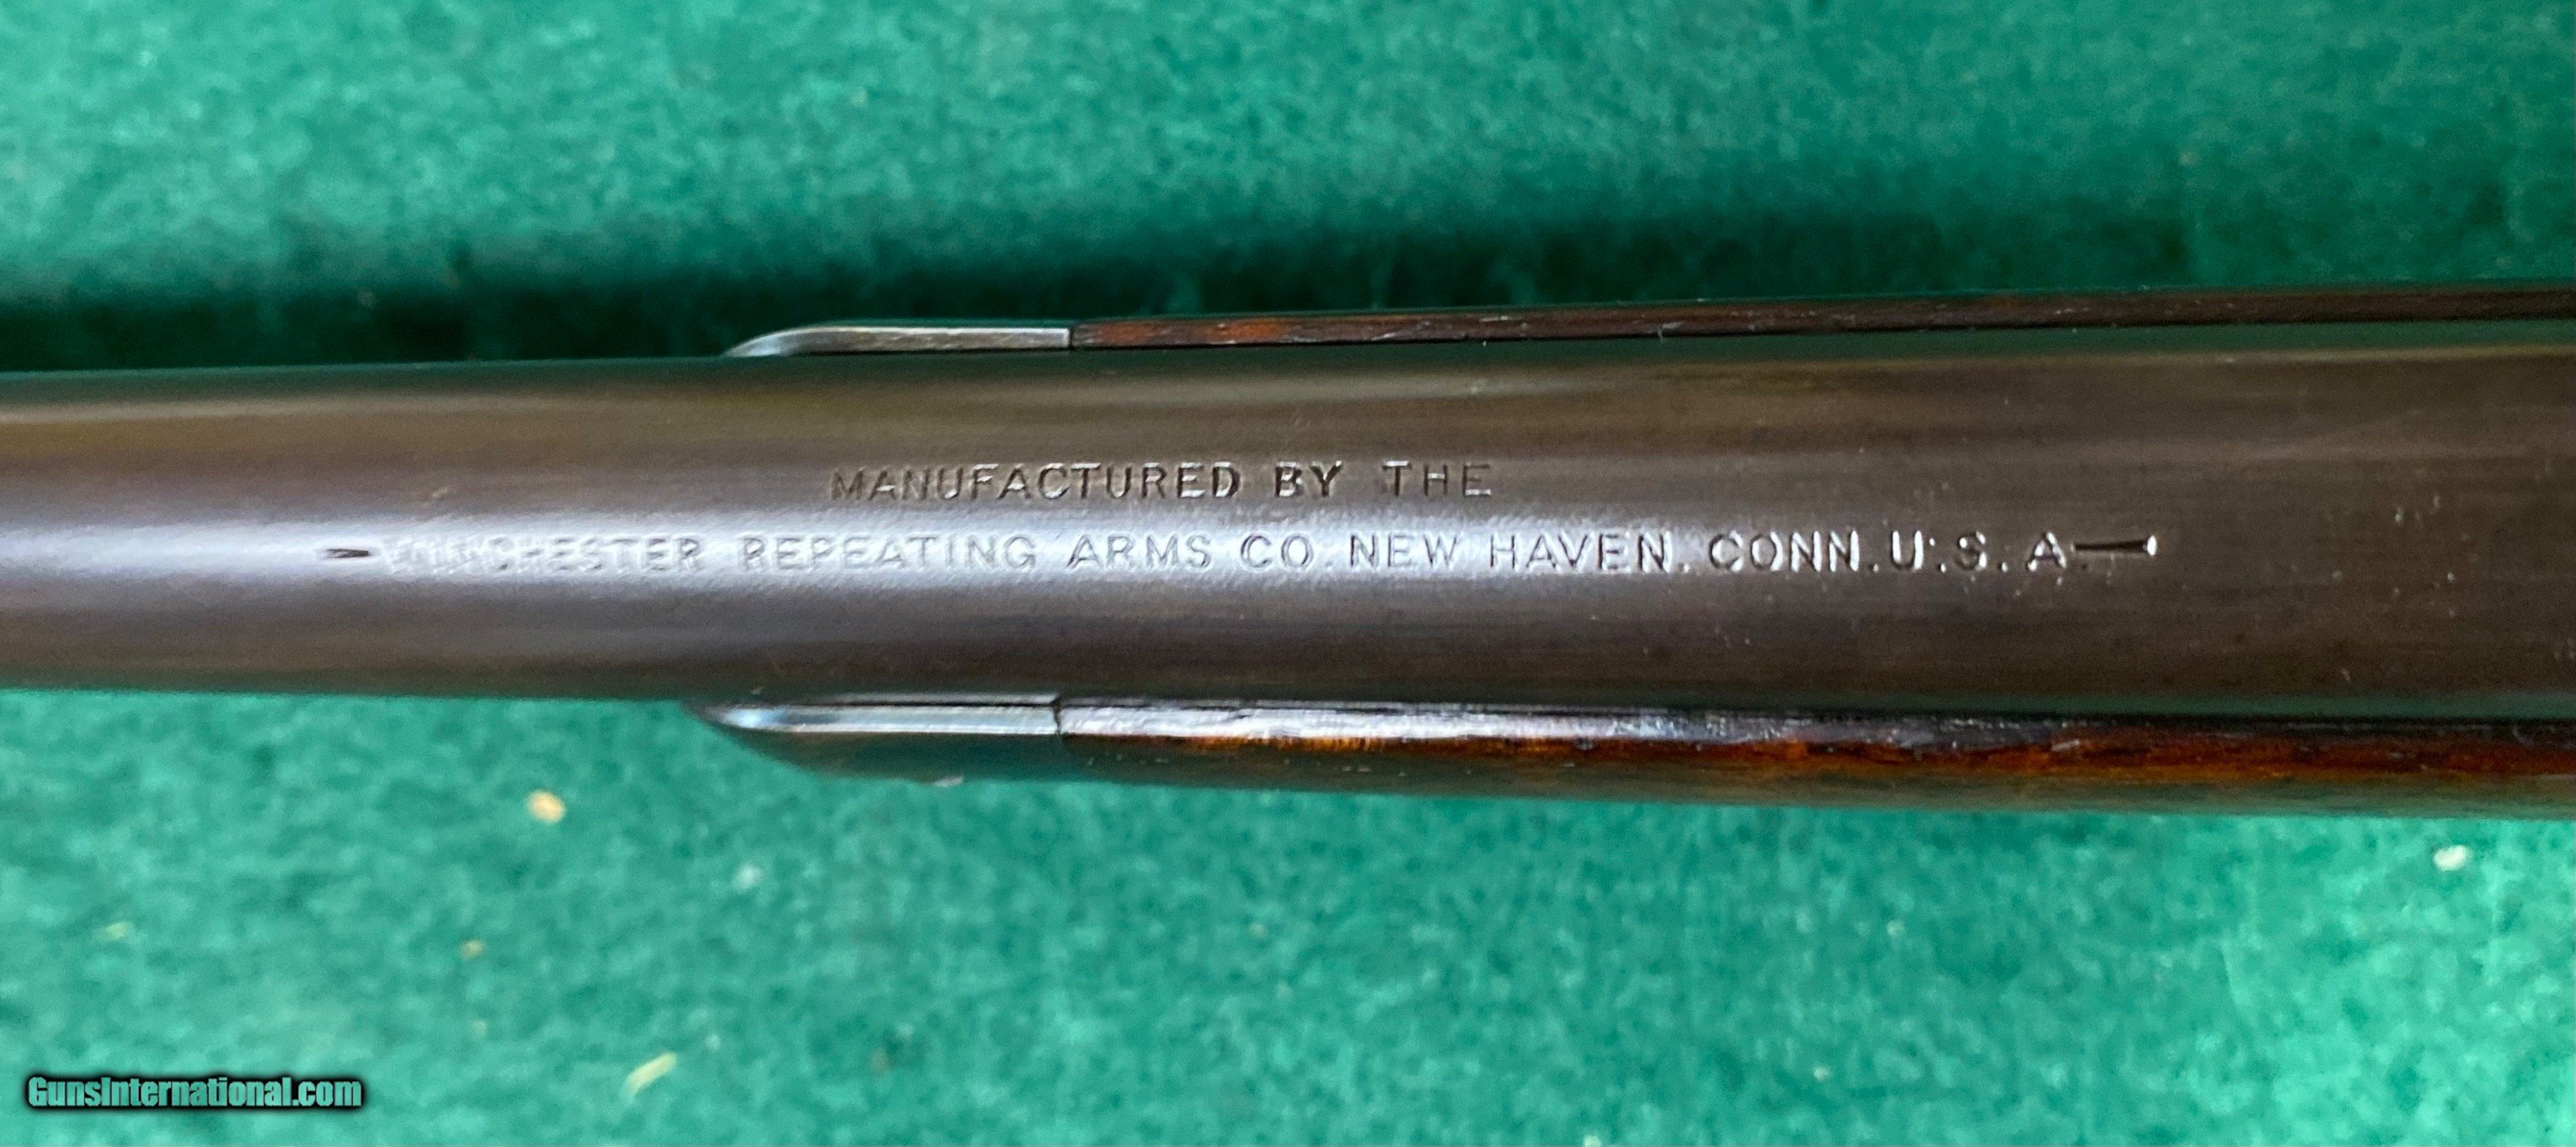 MANUFACTURED BY THE
-WINCHESTER REPEATING ARMS CO. NEW HAVEN. CONN. U.S.A.-
GunsInternational.com